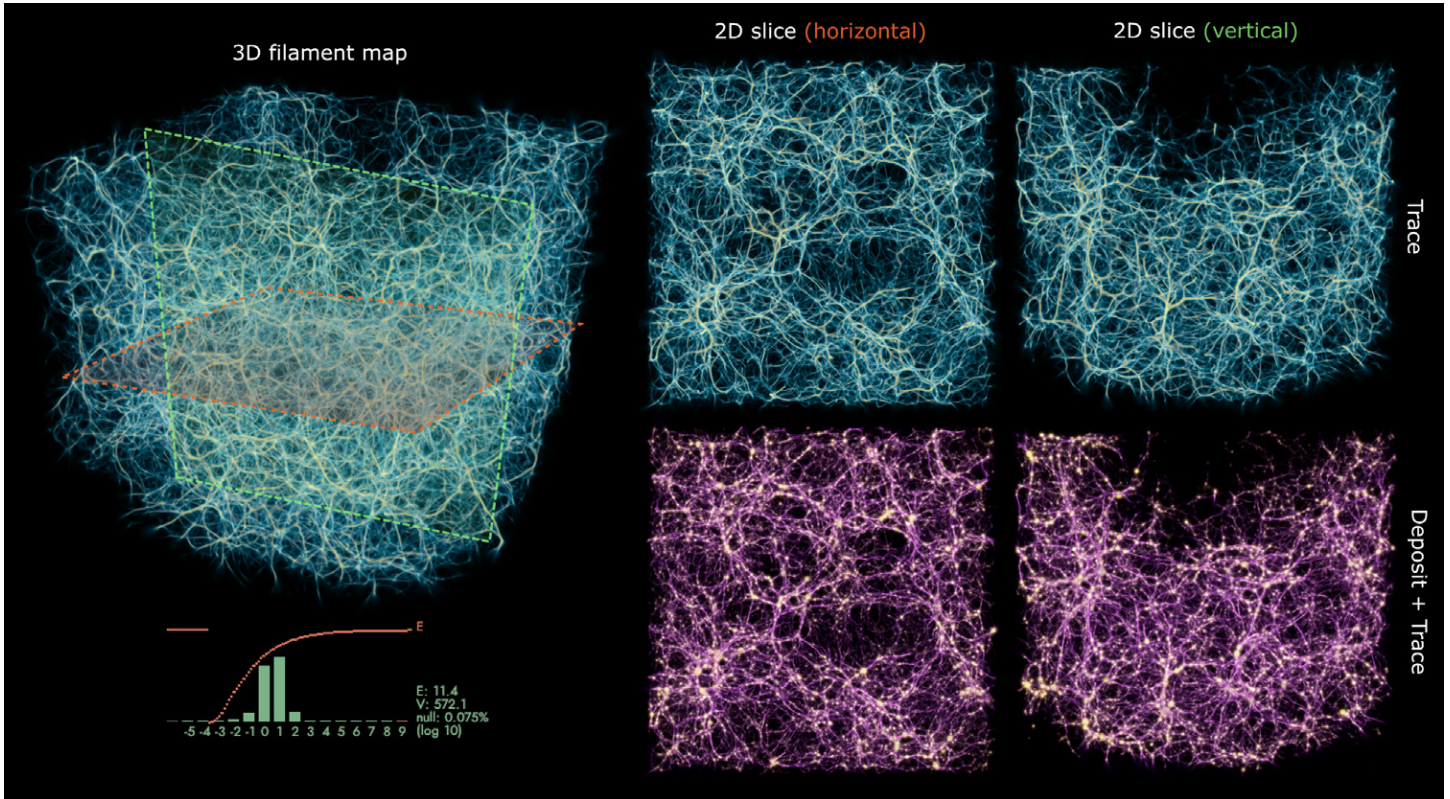 3D filament map
2D slice (horizontal)
2D slice (vertical)
Trace
Deposit + Trace
E
E: 11.4
V: 572.1
null: 0.075%
(log 10)
-5 -4 -3 -2 -1 0 1 2 3 4 5 6 7 8 9